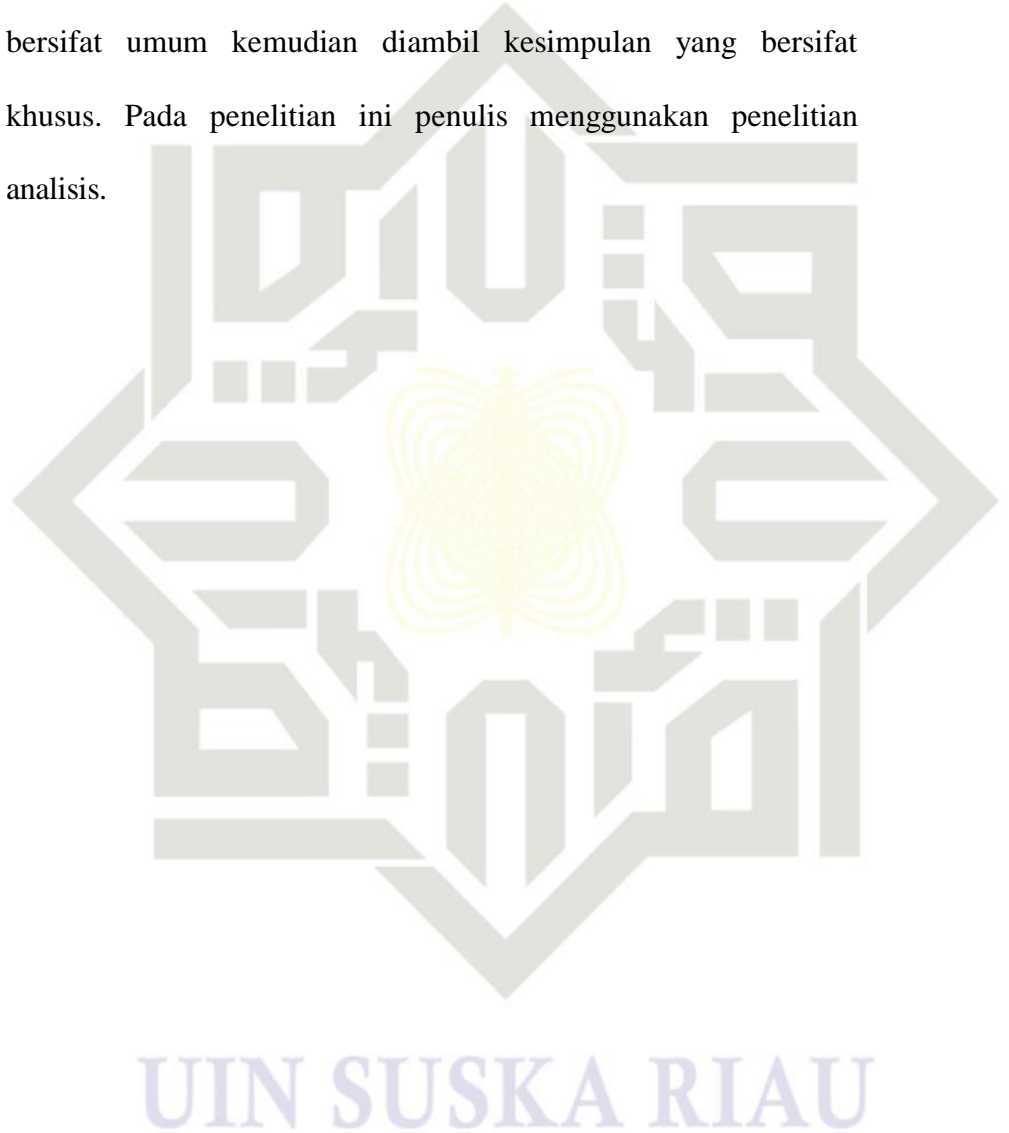 bersifat umum kemudian diambil kesimpulan yang bersifat
khusus. Pada penelitian ini penulis menggunakan penelitian
analisis.
UIN SUSKA RIAU